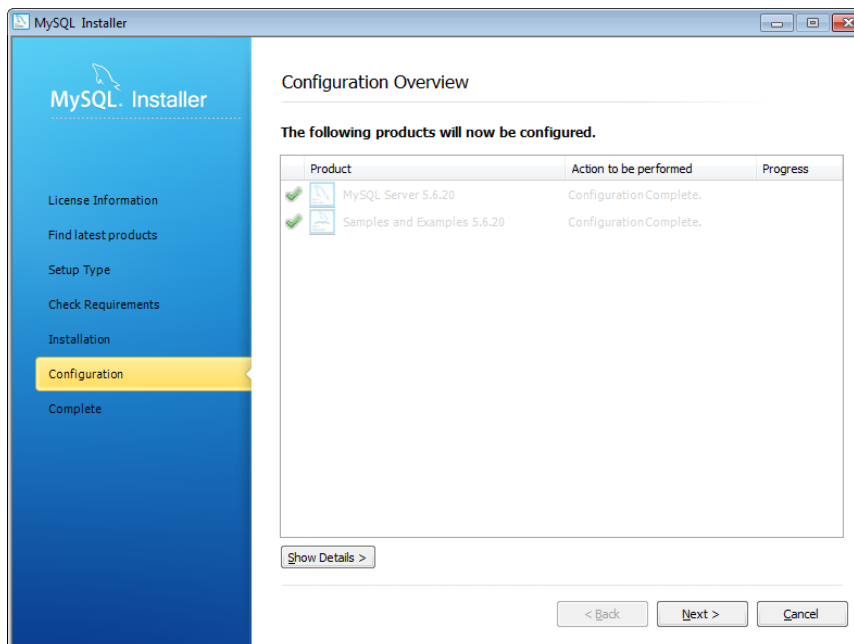 MySQL Installer
MySQL. Installer
License Information
Find latest products
Setup Type
Check Requirements
Installation
Configuration
Complete
Configuration Overview
The following products will now be configured.
Product Action to be performed Progress
MySQL Server 5.6.20 Configuration Complete.
Samples and Examples 5.6.20 Configuration Complete.
Show Details >
< Back Next > Cancel